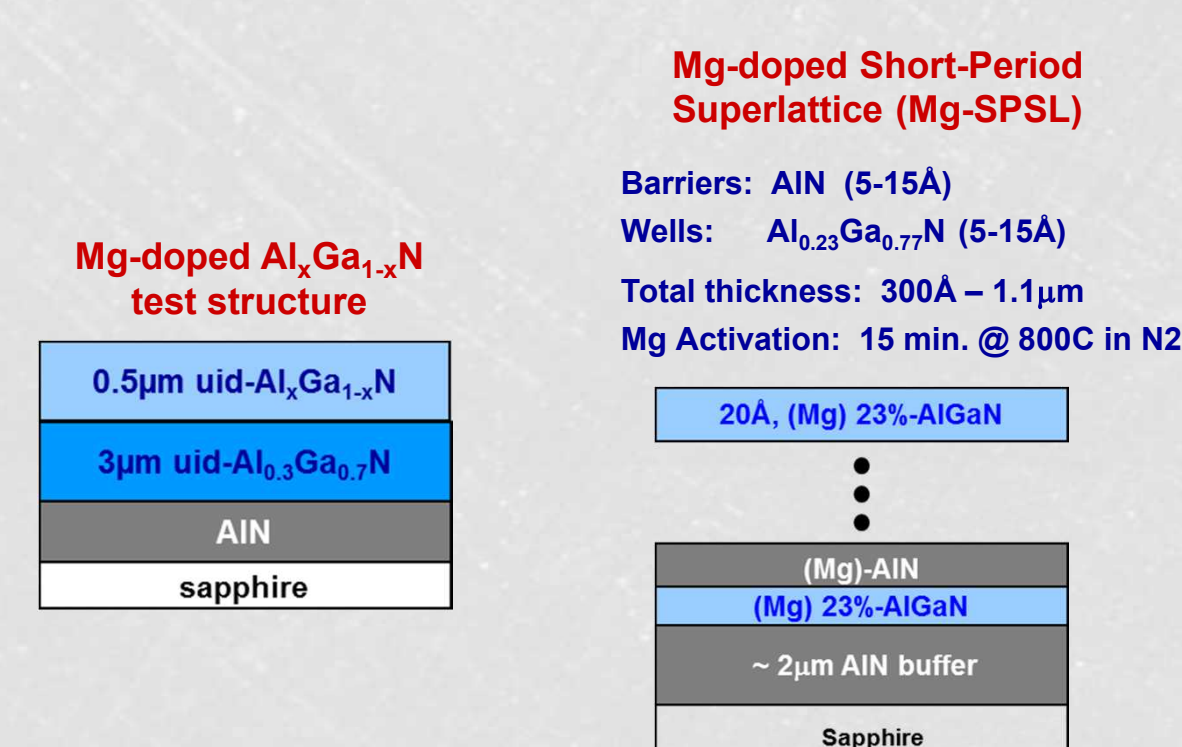 Mg-doped AlxGa1-xN
test structure
0.5μm uid-AlxGa1-xN
3μm uid-Al0.3Ga0.7N
AlN
sapphire
Mg-doped Short-Period
Superlattice (Mg-SPSL)
Barriers: AlN (5-15Å)
Wells: Al0.23Ga0.77N (5-15Å)
Total thickness: 300Å – 1.1μm
Mg Activation: 15 min. @ 800C in N2
20Å, (Mg) 23%-AlGaN
(Mg)-AlN
(Mg) 23%-AlGaN
~ 2μm AlN buffer
Sapphire